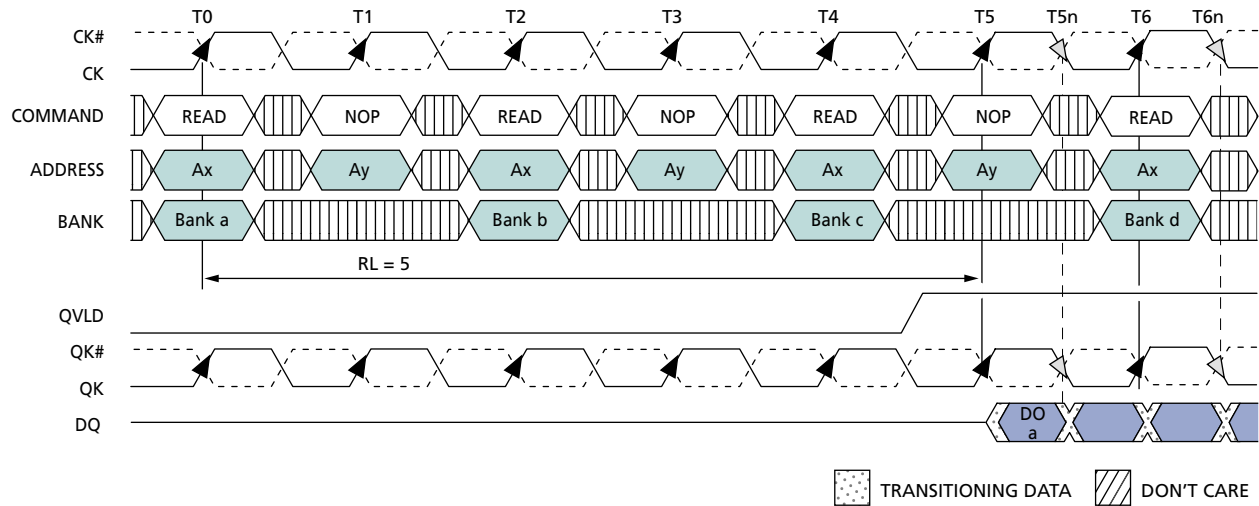 T0 T1 T2 T3 T4 T5 T5n T6 T6n
CK#
CK
COMMAND READ NOP READ NOP READ NOP READ
ADDRESS Ax Ay Ax Ay Ax Ay Ax
BANK Bank a Bank b Bank c Bank d
RL = 5
QVLD
QK#
QK
DQ DO a
TRANSITIONING DATA DON'T CARE